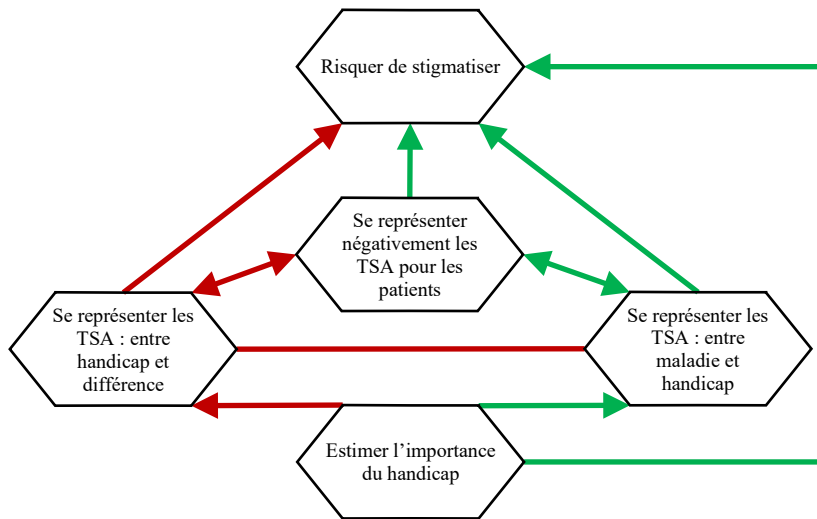 Risquer de stigmatiser
Se représenter
négativement les
TSA pour les
patients
Se représenter les
TSA : entre
handicap et
différence
Se représenter les
TSA : entre
maladie et
handicap
Estimer l’importance
du handicap